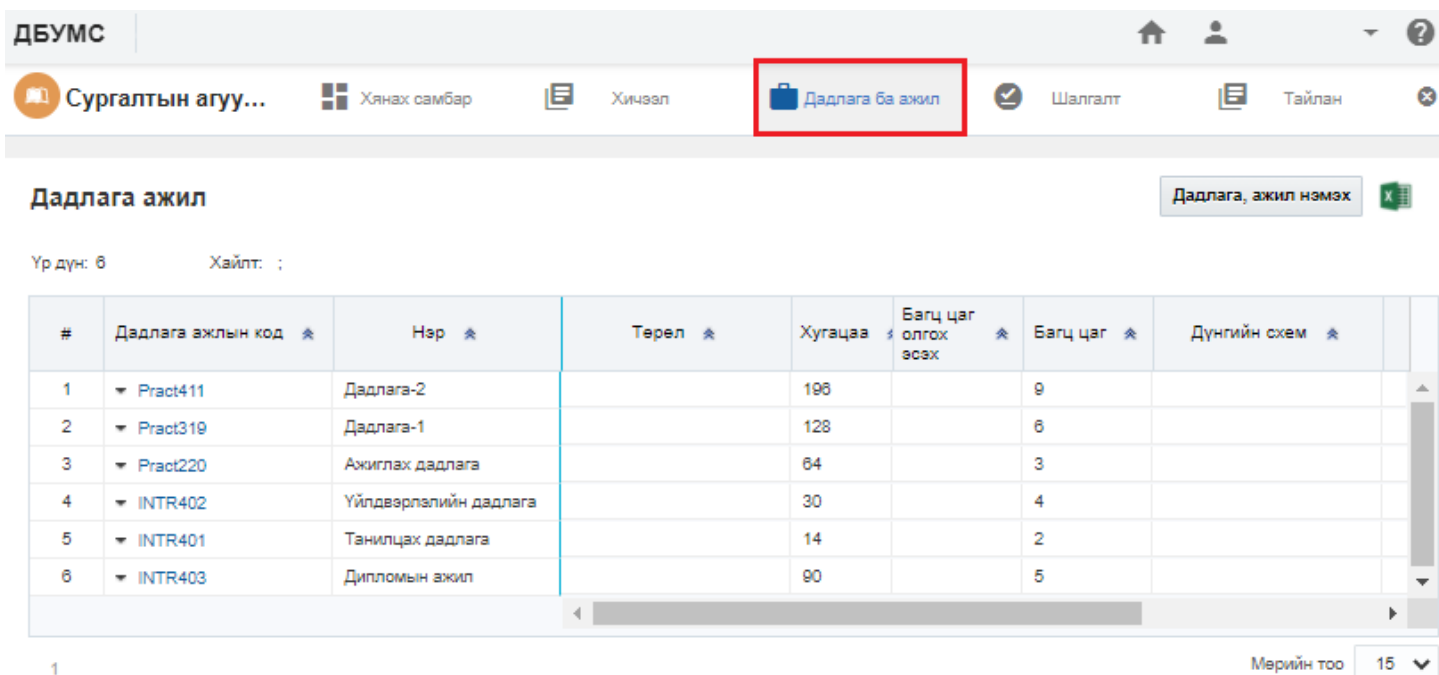 ДБУМС
Сургалтын агуу... Хянах самбар Хичээл Дадлага ба ажил Шалгалт Тайлан
Дадлага ажил Дадлага, ажил нэмэх
Үр дүн: 6 Хайлт: ;
# Дадлага ажлын код Нэр Төрөл Хугацаа Багц цаг олгох эсэх Багц цаг Дүнгийн схем
1 Pract411 Дадлага-2 196 9
2 Pract319 Дадлага-1 128 6
3 Pract220 Ажиглах дадлага 64 3
4 INTR402 Үйлдвэрлэлийн дадлага 30 4
5 INTR401 Танилцах дадлага 14 2
6 INTR403 Дипломын ажил 90 5
1 Мөрийн тоо 15